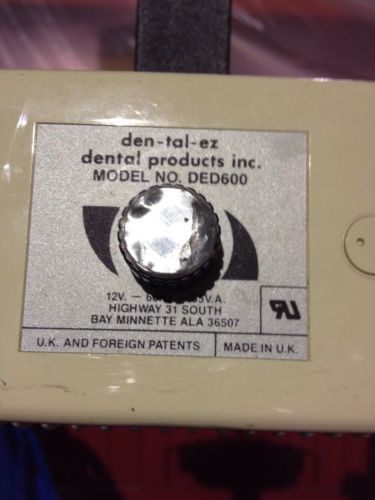 den-tal-ez
dental products inc.
MODEL NO. DED600
12V. — 5V.A.
HIGHWAY 31 SOUTH
BAY MINNETTE ALA 36507
U.K. AND FOREIGN PATENTS
MADE IN U.K.